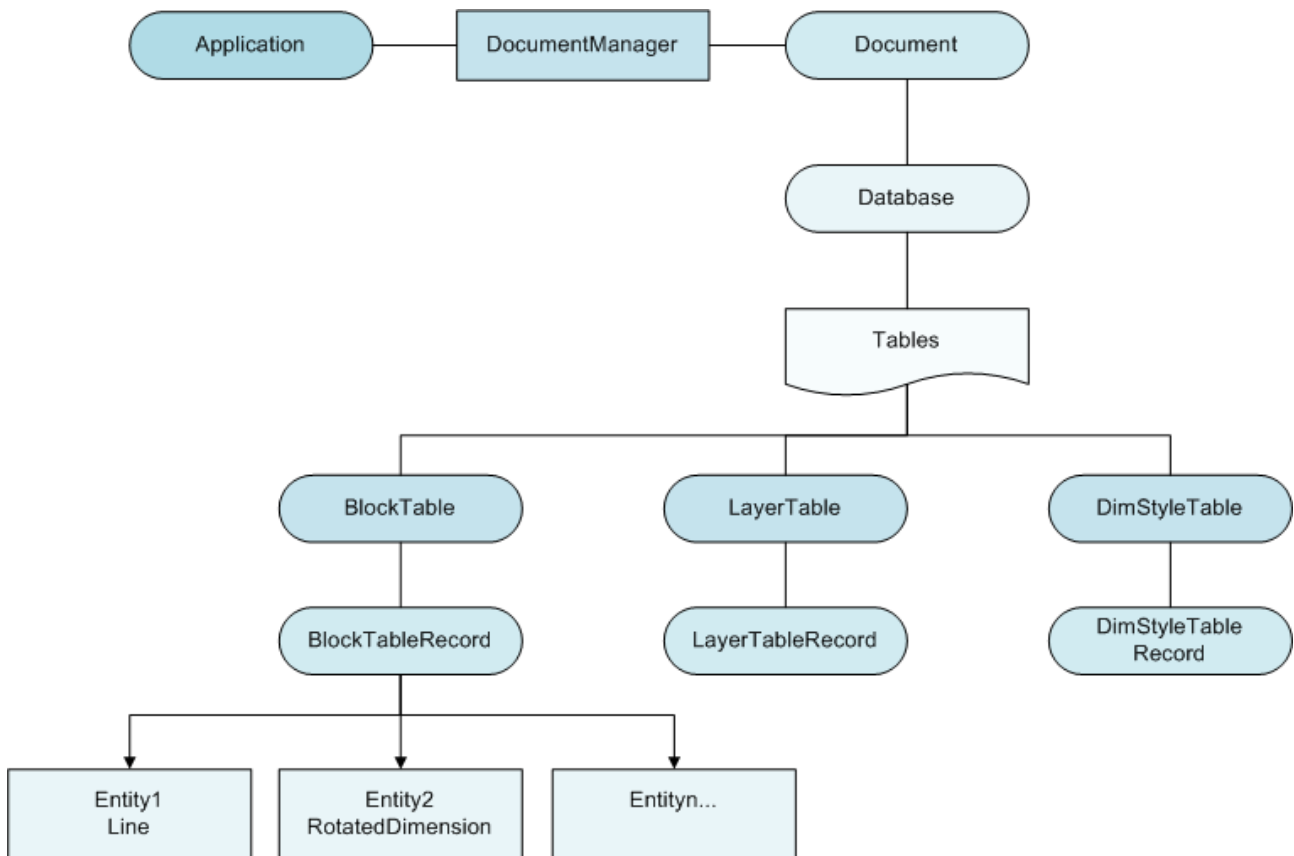 Application
DocumentManager
Document
Database
Tables
BlockTable
LayerTable
DimStyleTable
BlockTableRecord
LayerTableRecord
DimStyleTable
Record
Entity1
Line
Entity2
RotatedDimension
Entityn...